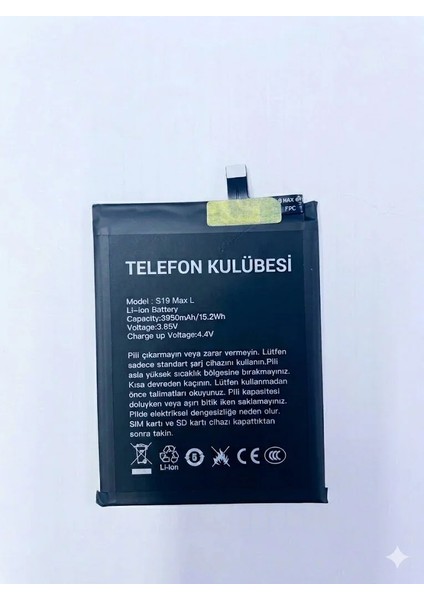 MAX
FPC
TELEFON KULÜBESİ
Model : S19 Max L
Li-ion Battery
Capacity:3950mAh/15.2Wh
Voltage:3.85V
Charge up Voltage:4.4V
Pili çıkarmayın veya zarar vermeyin. Lütfen
sadece standart şarj cihazını kullanın.Pili
asla yüksek sıcaklık bölgesine bırakmayınız.
Kısa devreden kaçının. Lütfen kullanmadan
önce talimatları okuyunuz. Pili kapasitesi
doluyken veya aşırı bitik iken saklamayınız.
Pilde elektriksel dengesizliğe neden olur.
SIM kartı ve SD kartı cihazı kapattıktan
sonra takin.
Li-Ion